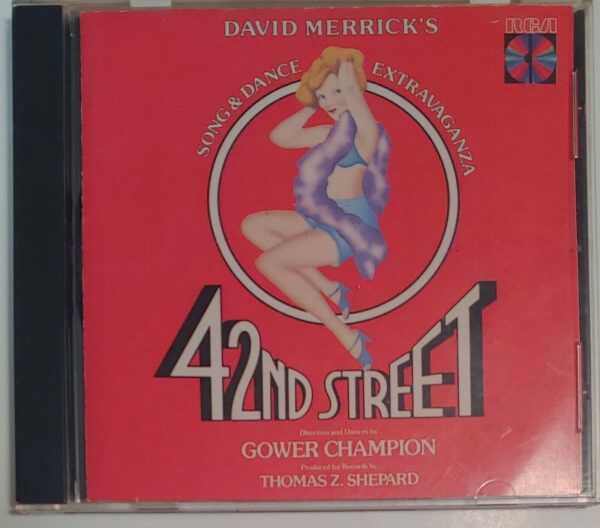 DAVID MERRICK'S
RCA
SONG & DANCE
EXTRAVAGANZA
42ND STREET
Direction and Dances by
GOWER CHAMPION
Produced for Records by
THOMAS Z. SHEPARD